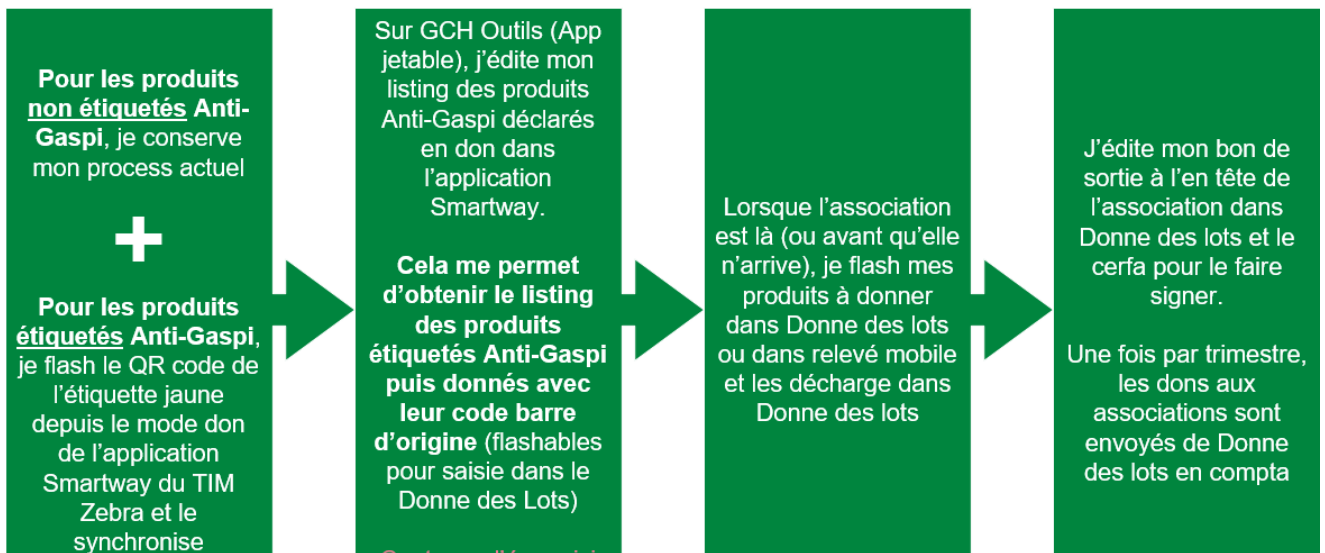 Pour les produits
non étiquetés Anti-
Gaspi, je conserve
mon process actuel
+
Pour les produits
étiquetés Anti-Gaspi,
je flash le QR code de
l’étiquette jaune
depuis le mode don
de l’application
Smartway du TIM
Zebra et le
synchronise
Sur GCH Outils (App
jetable), j’édite mon
listing des produits
Anti-Gaspi déclarés
en don dans
l’application
Smartway.
Cela me permet
d’obtenir le listing
des produits
étiquetés Anti-Gaspi
puis donnés avec
leur code barre
d’origine (flashables
pour saisie dans le
Donne des Lots)
Lorsque l’association
est là (ou avant qu’elle
n’arrive), je flash mes
produits à donner
dans Donne des lots
ou dans relevé mobile
et les décharge dans
Donne des lots
J’édite mon bon de
sortie à l’en tête de
l’association dans
Donne des lots et le
cerfa pour le faire
signer.
Une fois par trimestre,
les dons aux
associations sont
envoyés de Donne
des lots en compta